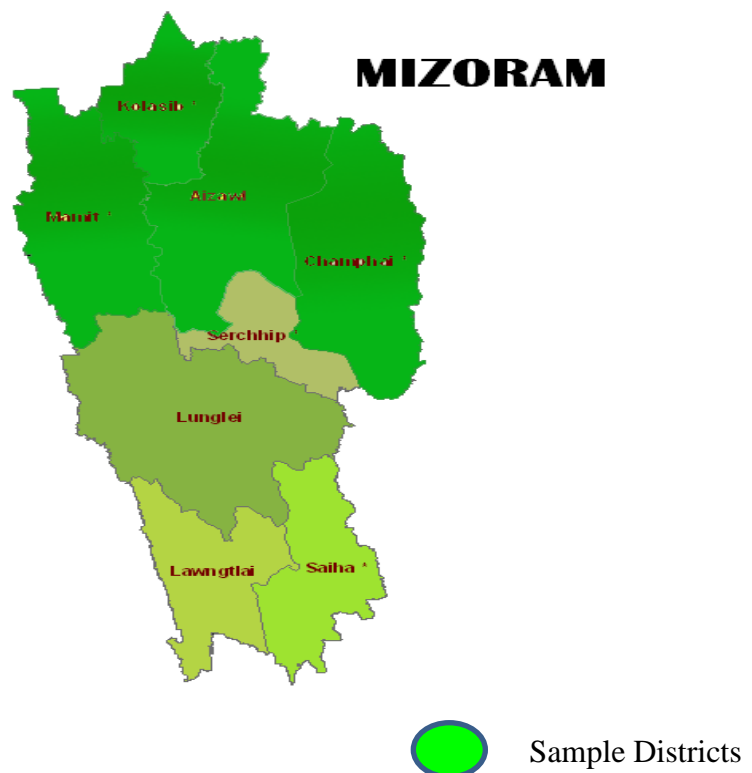 MIZORAM
Kolasib *
Aizawl
Mamit *
Champhai *
Serchhip *
Lunglei
Lawngtlai
Saiha *
Sample Districts